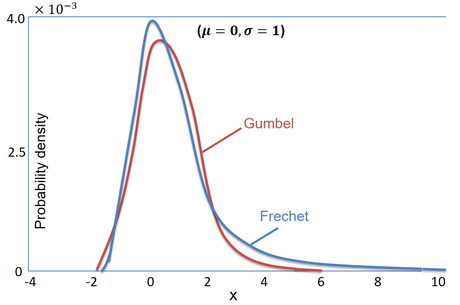 × 10⁻³
4.0
(μ = 0, σ = 1)
Gumbel
2.5
Probability density
Frechet
0
-4 -2 0 2 4 6 8 10
x